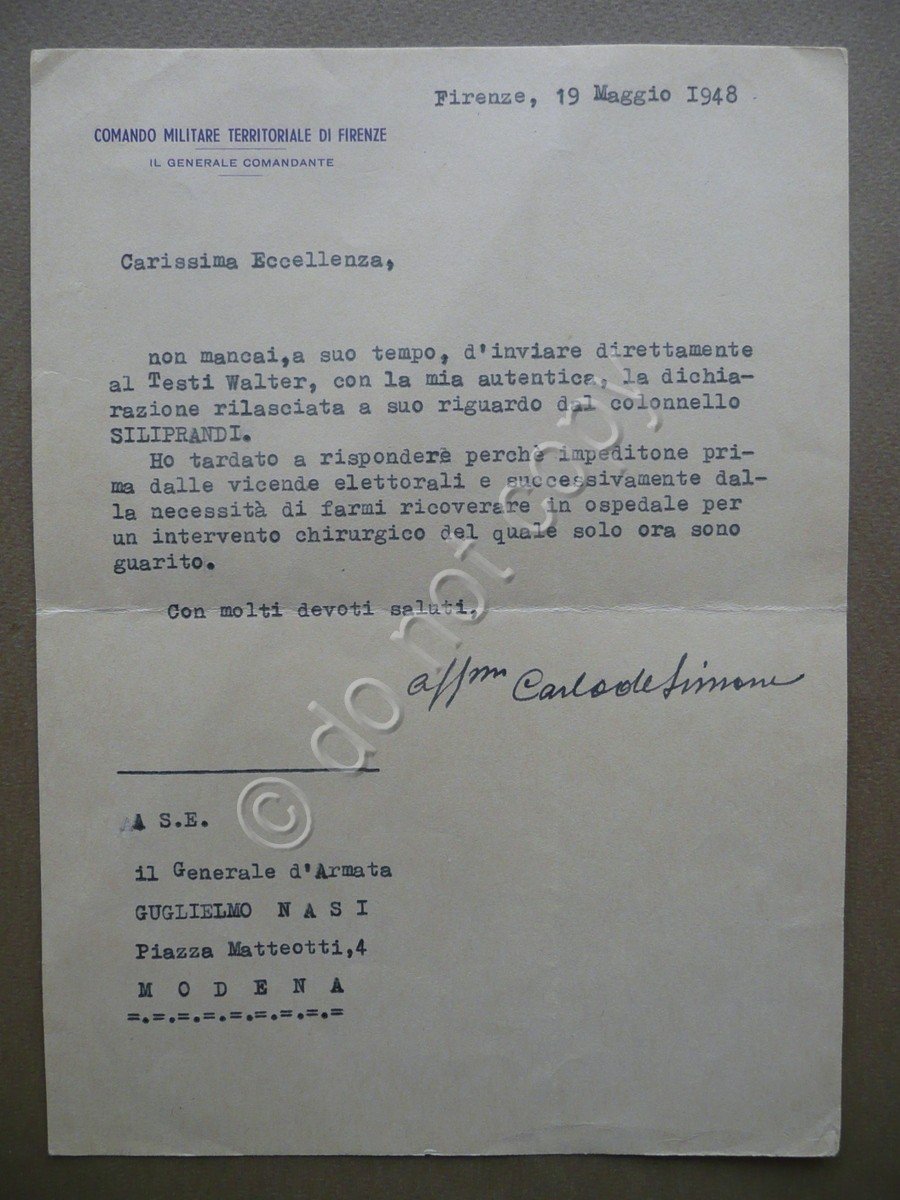 Firenze, 19 Maggio 1948
COMANDO MILITARE TERRITORIALE DI FIRENZE
IL GENERALE COMANDANTE
Carissima Eccellenza,
non mancai,a suo tempo, d'inviare direttamente
al Testi Walter, con la mia autentica, la dichia-
razione rilasciata a suo riguardo dal colonnello
SILIPRANDI.
Ho tardato a risponderè perchè impeditone pri-
ma dalle vicende elettorali e successivamente dal-
la necessità di farmi ricoverare in ospedale per
un intervento chirurgico del quale solo ora sono
guarito.
Con molti devoti saluti,
affmo Carlo de Simone
A S.E.
il Generale d'Armata
GUGLIELMO N A S I
Piazza Matteotti,4
M O D E N A
=.=.=.=.=.=.=.=.=
© do not copy